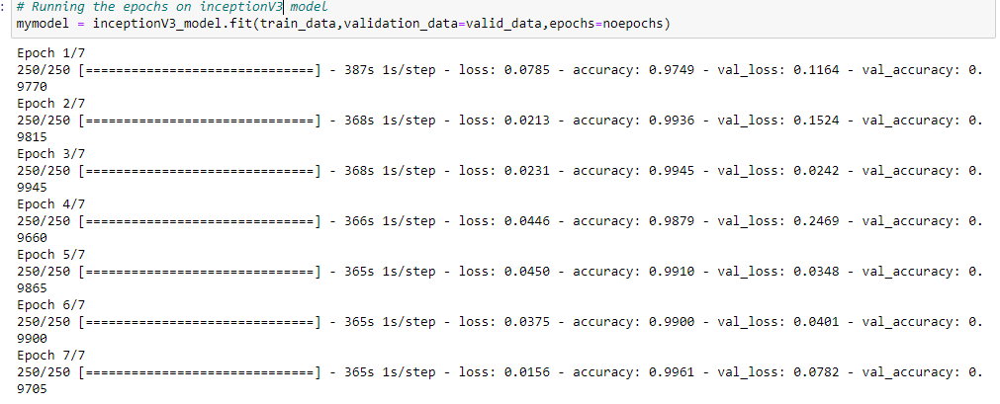 :
# Running the epochs on inceptionV3 model
mymodel = inceptionV3_model.fit(train_data,validation_data=valid_data,epochs=noepochs)
Epoch 1/7
250/250 [==============================] - 387s 1s/step - loss: 0.0785 - accuracy: 0.9749 - val_loss: 0.1164 - val_accuracy: 0.
9770
Epoch 2/7
250/250 [==============================] - 368s 1s/step - loss: 0.0213 - accuracy: 0.9936 - val_loss: 0.1524 - val_accuracy: 0.
9815
Epoch 3/7
250/250 [==============================] - 368s 1s/step - loss: 0.0231 - accuracy: 0.9945 - val_loss: 0.0242 - val_accuracy: 0.
9945
Epoch 4/7
250/250 [==============================] - 366s 1s/step - loss: 0.0446 - accuracy: 0.9879 - val_loss: 0.2469 - val_accuracy: 0.
9660
Epoch 5/7
250/250 [==============================] - 365s 1s/step - loss: 0.0450 - accuracy: 0.9910 - val_loss: 0.0348 - val_accuracy: 0.
9865
Epoch 6/7
250/250 [==============================] - 365s 1s/step - loss: 0.0375 - accuracy: 0.9900 - val_loss: 0.0401 - val_accuracy: 0.
9900
Epoch 7/7
250/250 [==============================] - 365s 1s/step - loss: 0.0156 - accuracy: 0.9961 - val_loss: 0.0782 - val_accuracy: 0.
9705